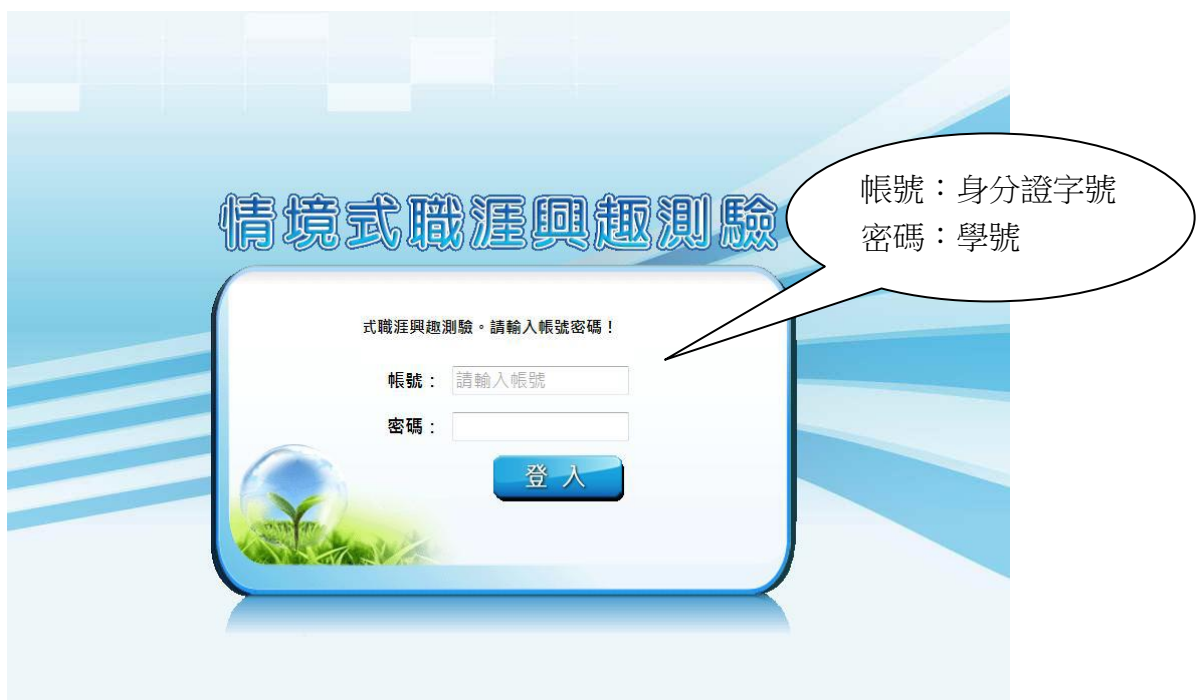 情境式職涯興趣測驗
帳號：身分證字號
密碼：學號
式職涯興趣測驗。請輸入帳號密碼！
帳號： 請輸入帳號
密碼：
登入